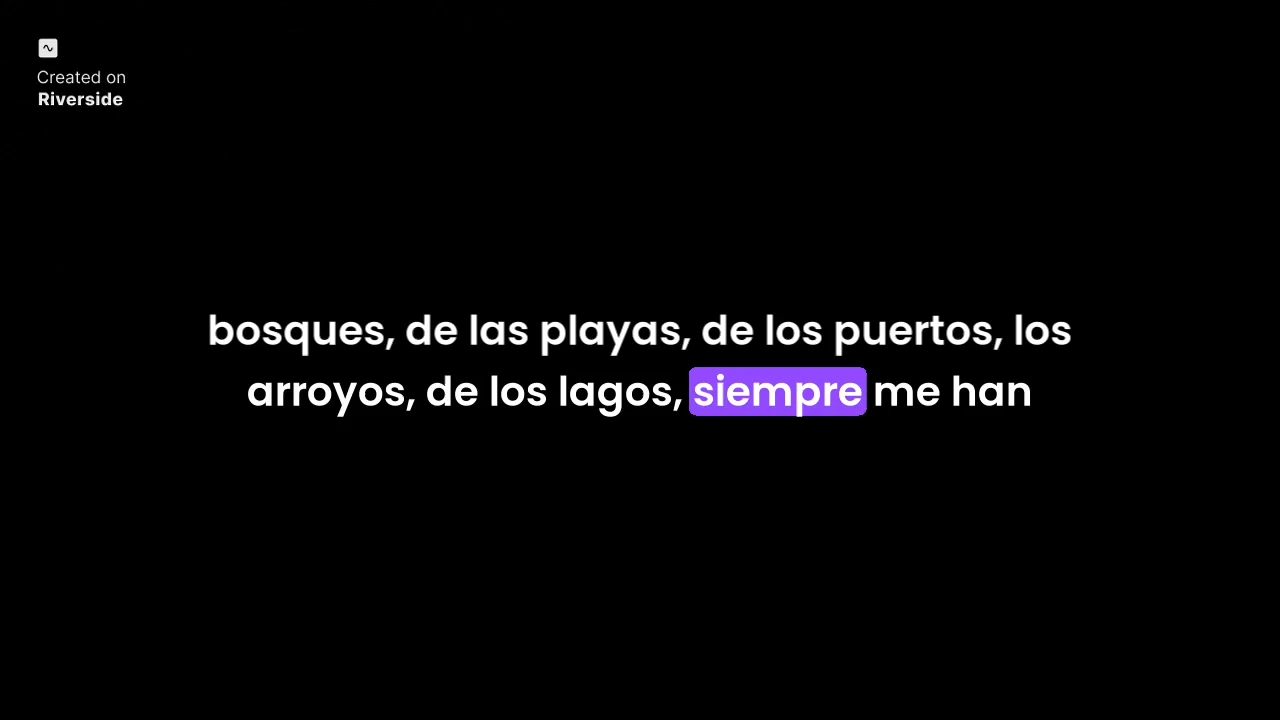 Created on
Riverside
bosques, de las playas, de los puertos, los
arroyos, de los lagos, siempre me han